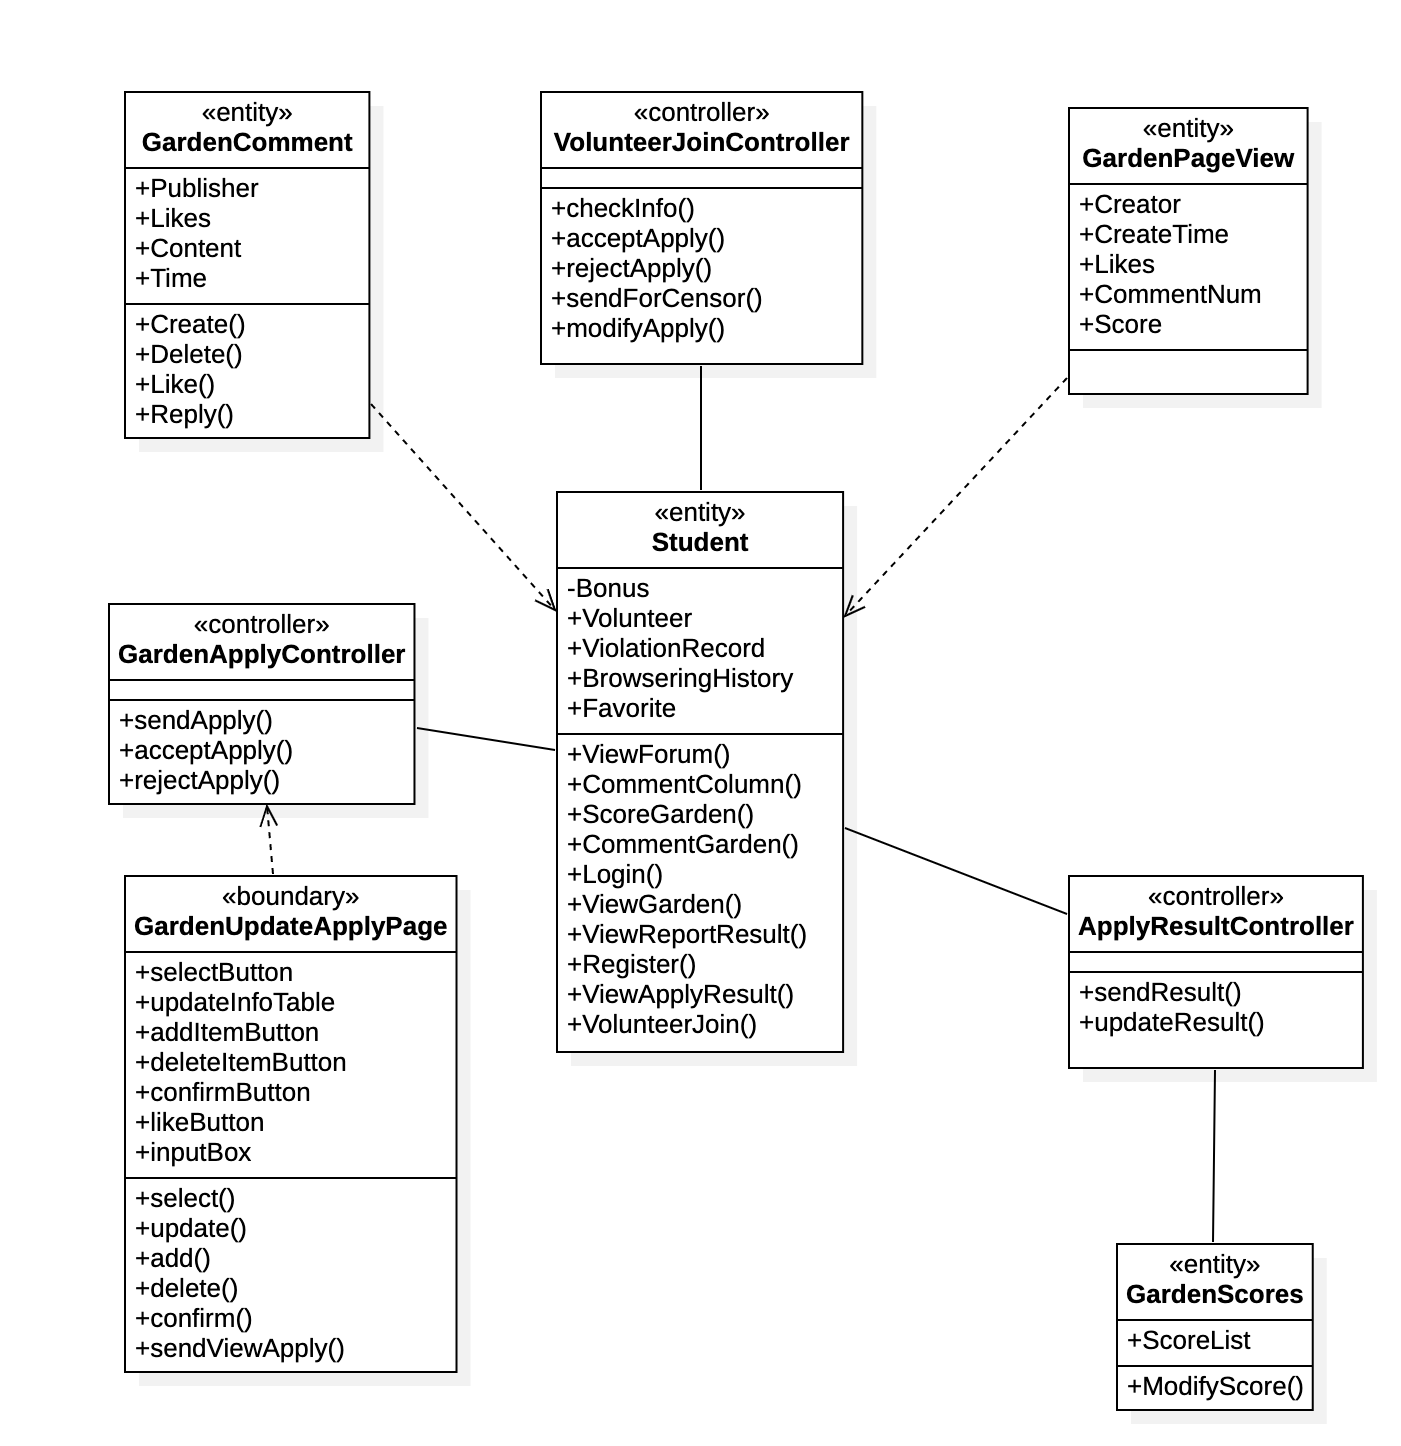 «entity»
GardenComment
+Publisher
+Likes
+Content
+Time
+Create()
+Delete()
+Like()
+Reply()
«controller»
VolunteerJoinController
+checkInfo()
+acceptApply()
+rejectApply()
+sendForCensor()
+modifyApply()
«entity»
GardenPageView
+Creator
+CreateTime
+Likes
+CommentNum
+Score
«entity»
Student
-Bonus
+Volunteer
+ViolationRecord
+BrowseringHistory
+Favorite
+ViewForum()
+CommentColumn()
+ScoreGarden()
+CommentGarden()
+Login()
+ViewGarden()
+ViewReportResult()
+Register()
+ViewApplyResult()
+VolunteerJoin()
«controller»
GardenApplyController
+sendApply()
+acceptApply()
+rejectApply()
«boundary»
GardenUpdateApplyPage
+selectButton
+updateInfoTable
+addItemButton
+deleteItemButton
+confirmButton
+likeButton
+inputBox
+select()
+update()
+add()
+delete()
+confirm()
+sendViewApply()
«controller»
ApplyResultController
+sendResult()
+updateResult()
«entity»
GardenScores
+ScoreList
+ModifyScore()